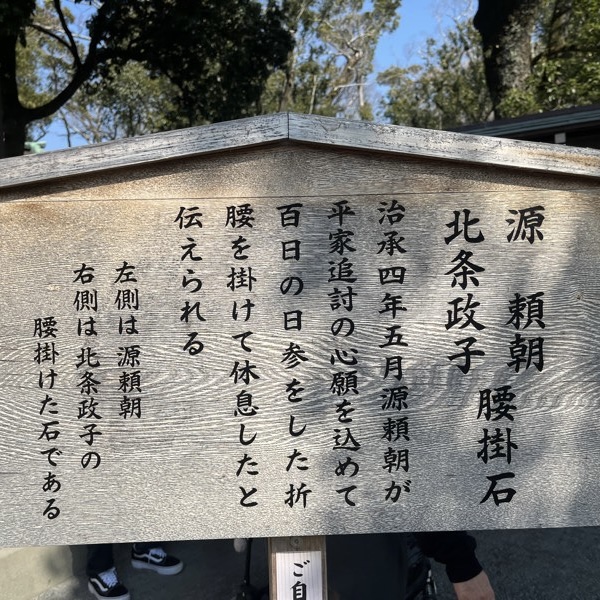 源 頼朝
北条政子
腰掛石
治承四年五月源頼朝が
平家追討の心願を込めて
百日の日参をした折
腰を掛けて休息したと
伝えられる
左側は源頼朝
右側は北条政子の
腰掛けた石である
ご自